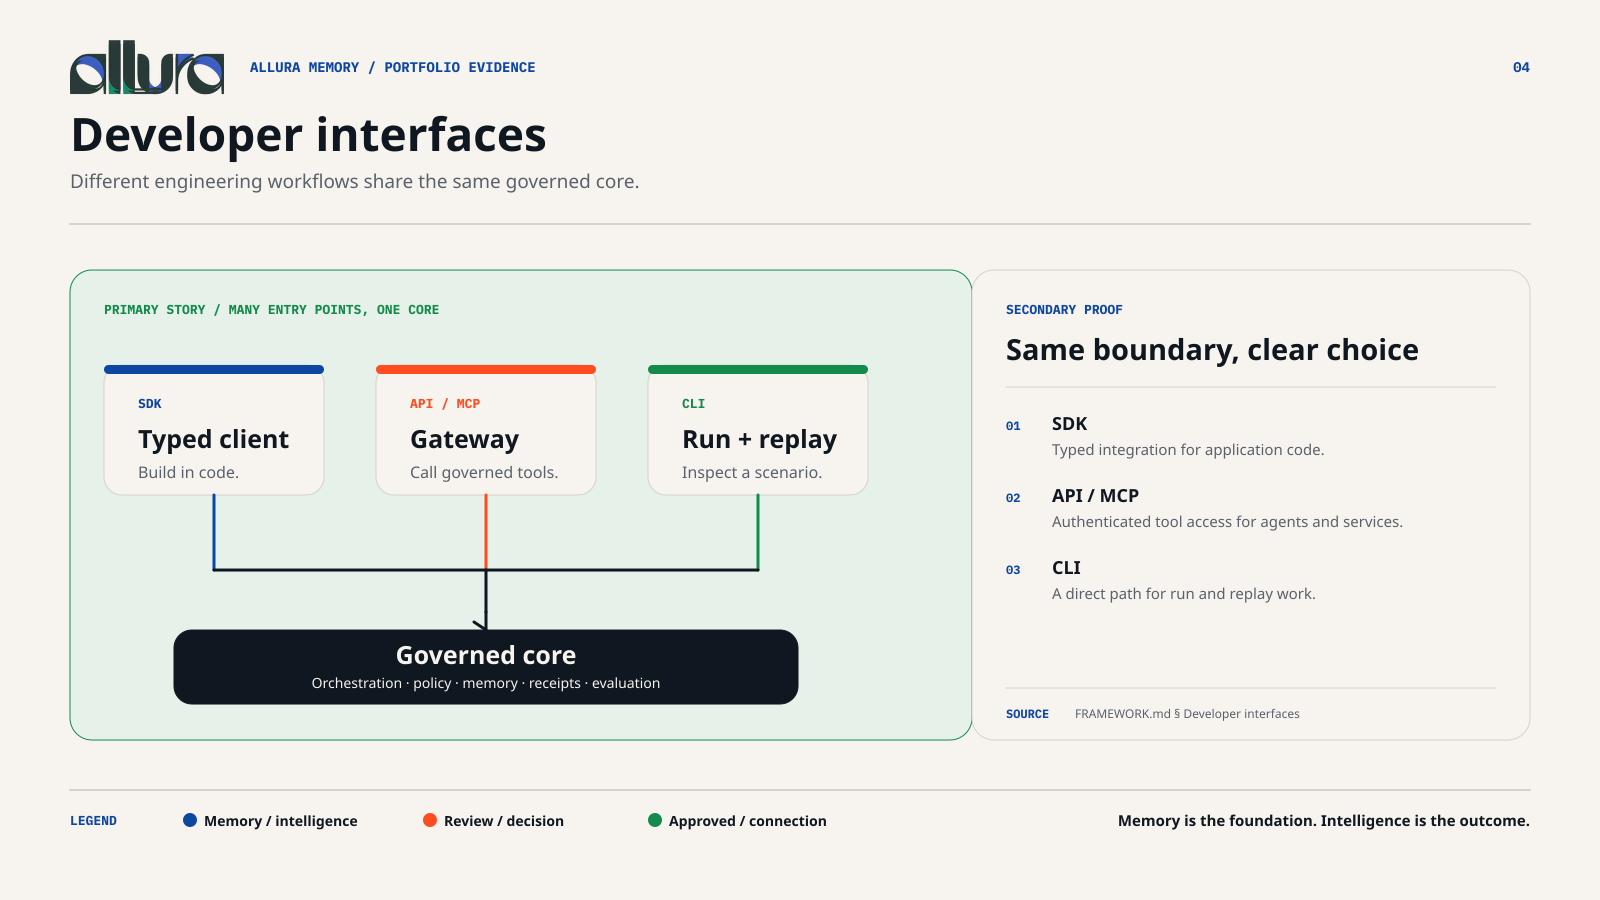 allura
ALLURA MEMORY / PORTFOLIO EVIDENCE
04
Developer interfaces
Different engineering workflows share the same governed core.
PRIMARY STORY / MANY ENTRY POINTS, ONE CORE
SDK
Typed client
Build in code.
API / MCP
Gateway
Call governed tools.
CLI
Run + replay
Inspect a scenario.
Governed core
Orchestration · policy · memory · receipts · evaluation
SECONDARY PROOF
Same boundary, clear choice
01 SDK
Typed integration for application code.
02 API / MCP
Authenticated tool access for agents and services.
03 CLI
A direct path for run and replay work.
SOURCE FRAMEWORK.md § Developer interfaces
LEGEND Memory / intelligence Review / decision Approved / connection
Memory is the foundation. Intelligence is the outcome.